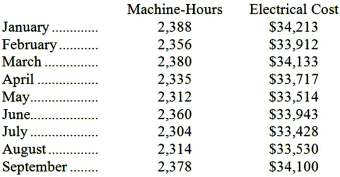 Machine-Hours Electrical Cost
January ............. 2,388 $34,213
February ........... 2,356 $33,912
March ............... 2,380 $34,133
April ................. 2,335 $33,717
May................... 2,312 $33,514
June................... 2,360 $33,943
July ................... 2,304 $33,428
August .............. 2,314 $33,530
September ........ 2,378 $34,100